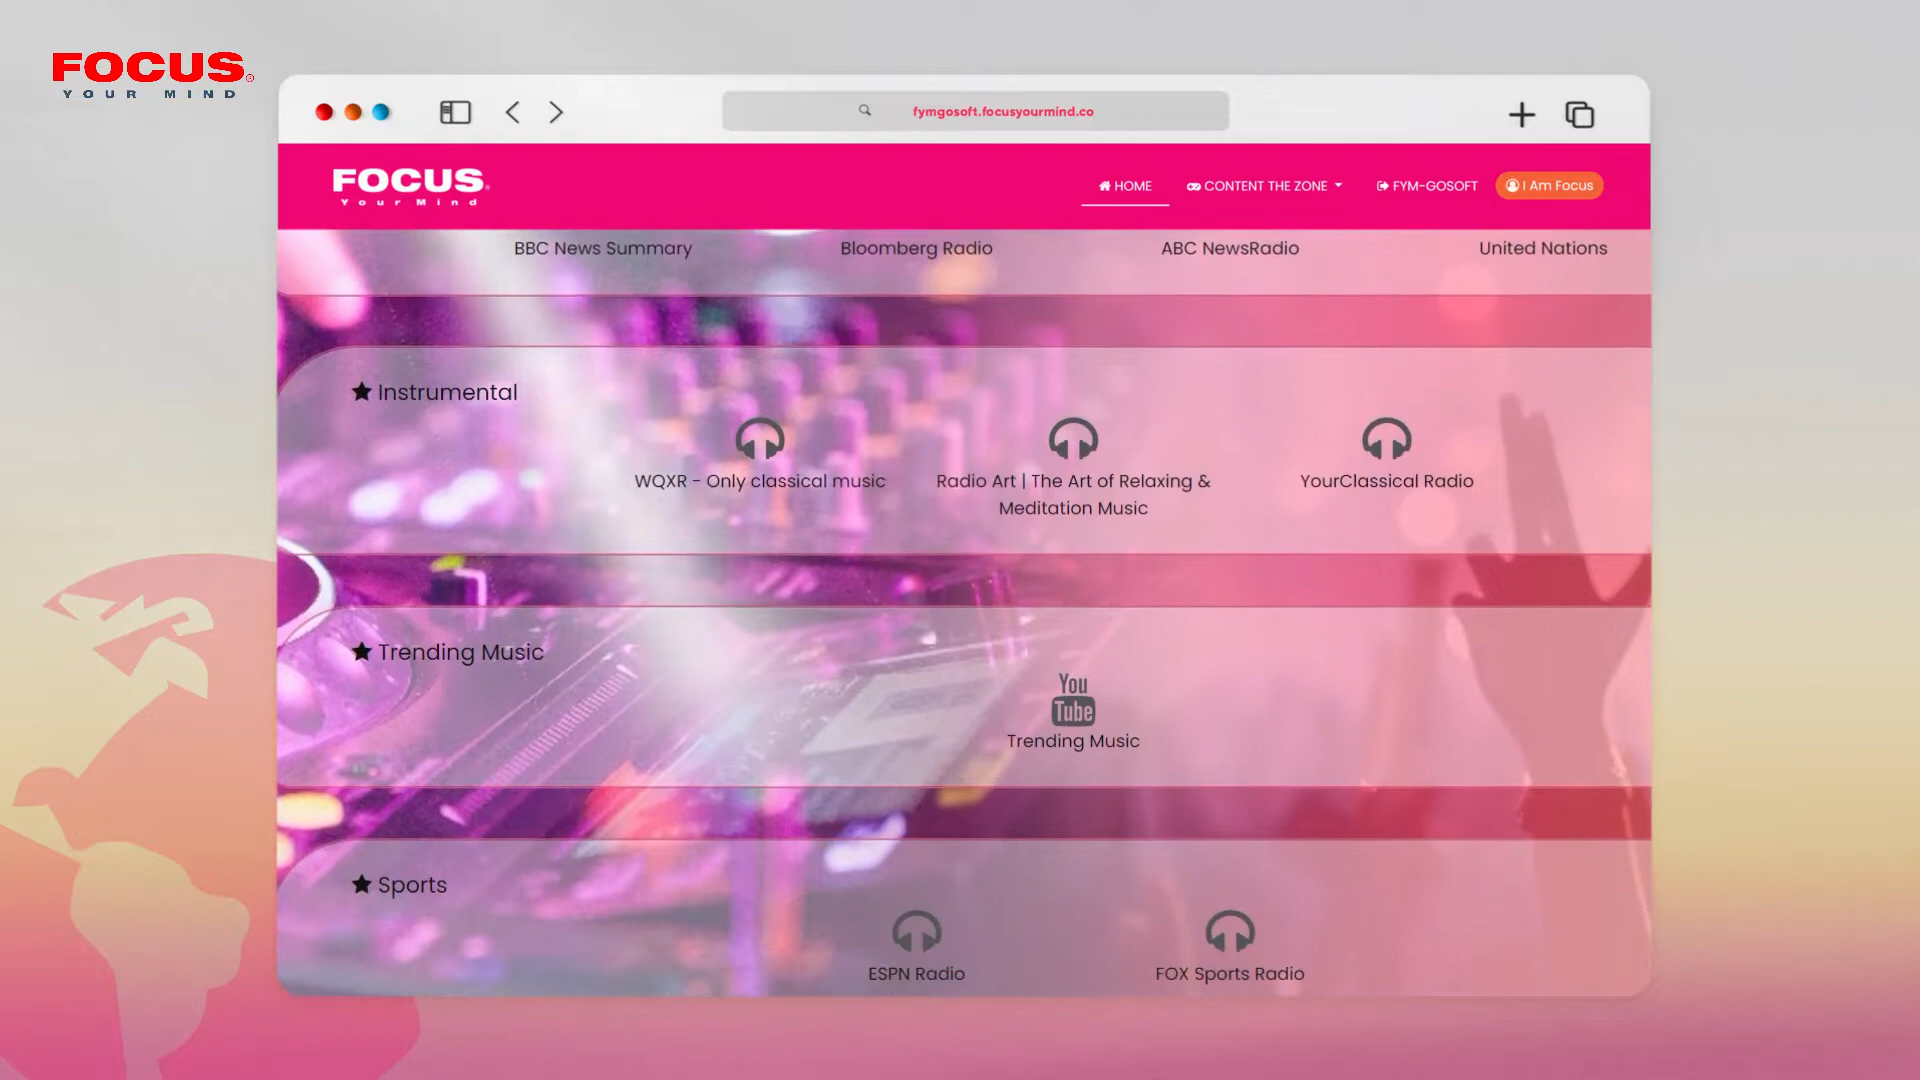 FOCUS®
YOUR MIND
fymgosoft.focusyourmind.co
FOCUS®
Your Mind
HOME
CONTENT THE ZONE
FYM-GOSOFT
I Am Focus
BBC News Summary
Bloomberg Radio
ABC NewsRadio
United Nations
Instrumental
WQXR - Only classical music
Radio Art | The Art of Relaxing &
Meditation Music
YourClassical Radio
Trending Music
You
Tube
Trending Music
Sports
ESPN Radio
FOX Sports Radio